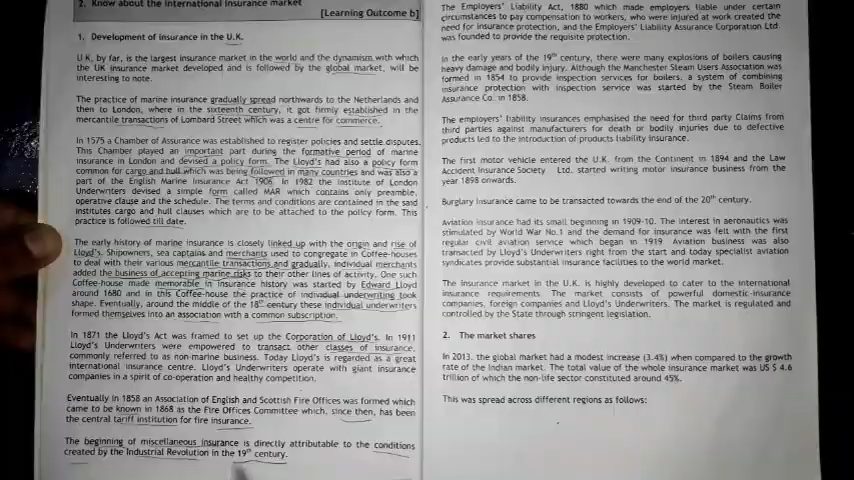 2. Know about the international insurance market
[Learning Outcome b]
1. Development of insurance in the U.K.
U.K, by far, is the largest insurance market in the world and the dynamism with which
the UK insurance market developed and is followed by the global market, will be
interesting to note.
The practice of marine insurance gradually spread northwards to the Netherlands and
then to London, where in the sixteenth century, it got firmly established in the
mercantile transactions of Lombard Street which was a centre for commerce.
In 1575 a Chamber of Assurance was established to register policies and settle disputes.
This Chamber played an important part during the formative period of marine
insurance in London and devised a policy form. The Lloyd's had also a policy form
common for cargo and hull which was being followed in many countries and was also a
part of the English Marine Insurance Act 1906. In 1982 the Institute of London
Underwriters devised a simple form called MAR which contains only preamble,
operative clause and the schedule. The terms and conditions are contained in the said
institutes cargo and hull clauses which are to be attached to the policy form. This
practice is followed till date.
The early history of marine insurance is closely linked up with the origin and rise of
Lloyd's. Shipowners, sea captains and merchants used to congregate in Coffee-houses
to deal with their various mercantile transactions and gradually, individual merchants
added the business of accepting marine risks to their other lines of activity. One such
Coffee-house made memorable in Insurance history was started by Edward Lloyd
around 1680 and in this Coffee-house the practice of individual underwriting took
shape. Eventually, around the middle of the 18th century these individual underwriters
formed themselves into an association with a common subscription.
In 1871 the Lloyd's Act was framed to set up the Corporation of Lloyd's. In 1911
Lloyd's Underwriters were empowered to transact other classes of insurance,
commonly referred to as non-marine business. Today Lloyd's is regarded as a great
international insurance centre. Lloyd's Underwriters operate with giant insurance
companies in a spirit of co-operation and healthy competition.
Eventually in 1858 an Association of English and Scottish Fire Offices was formed which
came to be known in 1868 as the Fire Offices Committee which, since then, has been
the central tariff institution for fire insurance.
The beginning of miscellaneous insurance is directly attributable to the conditions
created by the Industrial Revolution in the 19th century.
The Employers' Liability Act, 1880 which made employers liable under certain
circumstances to pay compensation to workers, who were injured at work created the
need for insurance protection, and the Employers' Liability Assurance Corporation Ltd.
was founded to provide the requisite protection.
In the early years of the 19th century, there were many explosions of boilers causing
heavy damage and bodily injury. Although the Manchester Steam Users Association was
formed in 1854 to provide inspection services for boilers, a system of combining
insurance protection with inspection service was started by the Steam Boiler
Assurance Co. in 1858.
The employers' liability insurances emphasised the need for third party Claims from
third parties against manufacturers for death or bodily injuries due to defective
products led to the introduction of products liability insurance.
The first motor vehicle entered the U.K. from the Continent in 1894 and the Law
Accident Insurance Society Ltd. started writing motor insurance business from the
year 1898 onwards.
Burglary Insurance came to be transacted towards the end of the 20th century.
Aviation insurance had its small beginning in 1909-10. The interest in aeronautics was
stimulated by World War No.1 and the demand for insurance was felt with the first
regular civil aviation service which began in 1919 Aviation business was also
transacted by Lloyd's Underwriters right from the start and today specialist aviation
syndicates provide substantial insurance facilities to the world market.
The insurance market in the U.K. is highly developed to cater to the international
insurance requirements. The market consists of powerful domestic-insurance
companies, foreign companies and Lloyd's Underwriters. The market is regulated and
controlled by the State through stringent legislation.
2. The market shares
In 2013, the global market had a modest increase (3.4%) when compared to the growth
rate of the Indian market. The total value of the whole insurance market was US $ 4.6
trillion of which the non-life sector constituted around 45%.
This was spread across different regions as follows: